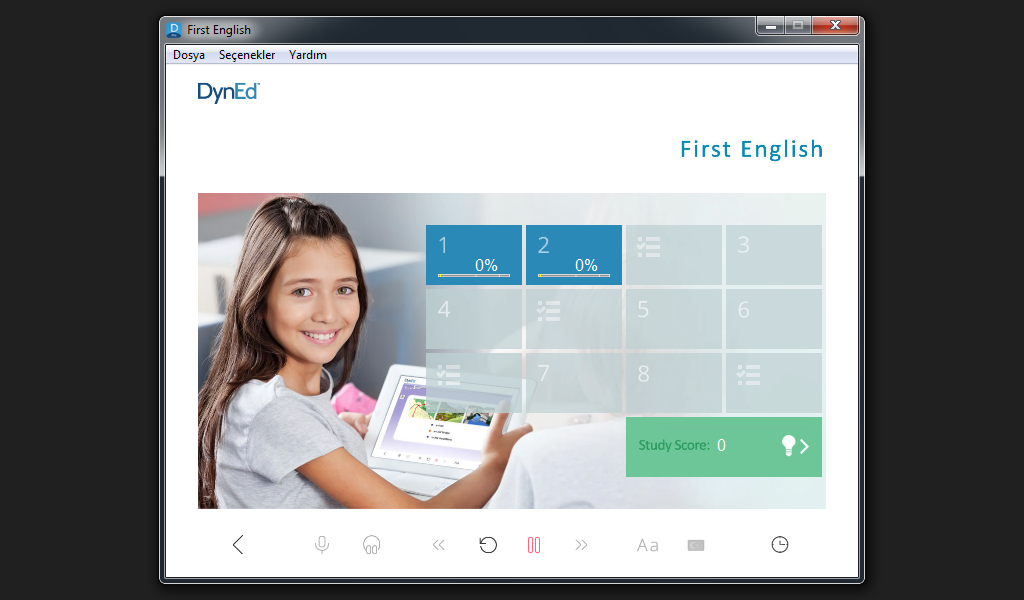 First English
Dosya Seçenekler Yardım
DynEd
First English
1 0% 2 0% 3
4 5 6
7 8
Study Score: 0
Aa